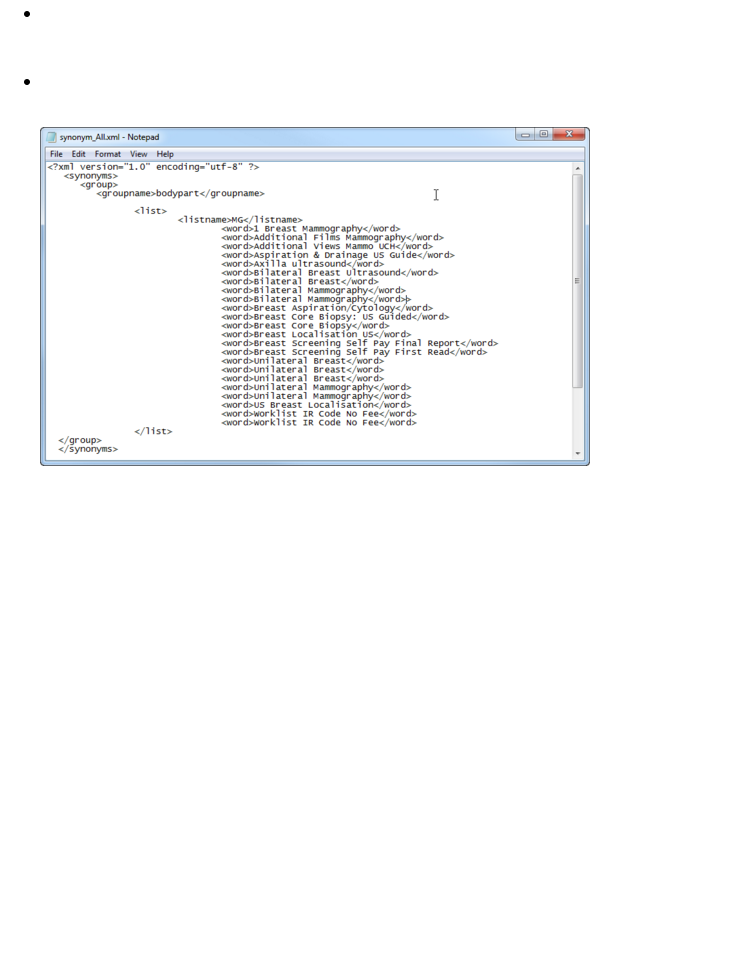 synonym_All.xml - Notepad
File Edit Format View Help
<?xml version="1.0" encoding="utf-8" ?>
<synonyms>
<group>
<groupname>bodypart</groupname>
<list>
<listname>MG</listname>
<word>1 Breast Mammography</word>
<word>Additional Films Mammography</word>
<word>Additional Views Mammo UCH</word>
<word>Aspiration & Drainage US Guide</word>
<word>Axilla ultrasound</word>
<word>Bilateral Breast Ultrasound</word>
<word>Bilateral Breast</word>
<word>Bilateral Mammography</word>
<word>Bilateral Mammography</word>
<word>Breast Aspiration/Cytology</word>
<word>Breast Core Biopsy: US Guided</word>
<word>Breast Core Biopsy</word>
<word>Breast Localisation US</word>
<word>Breast Screening Self Pay Final Report</word>
<word>Breast Screening Self Pay First Read</word>
<word>Unilateral Breast</word>
<word>Unilateral Breast</word>
<word>Unilateral Breast</word>
<word>Unilateral Mammography</word>
<word>Unilateral Mammography</word>
<word>US Breast Localisation</word>
<word>Worklist IR Code No Fee</word>
<word>Worklist IR Code No Fee</word>
</list>
</group>
</synonyms>